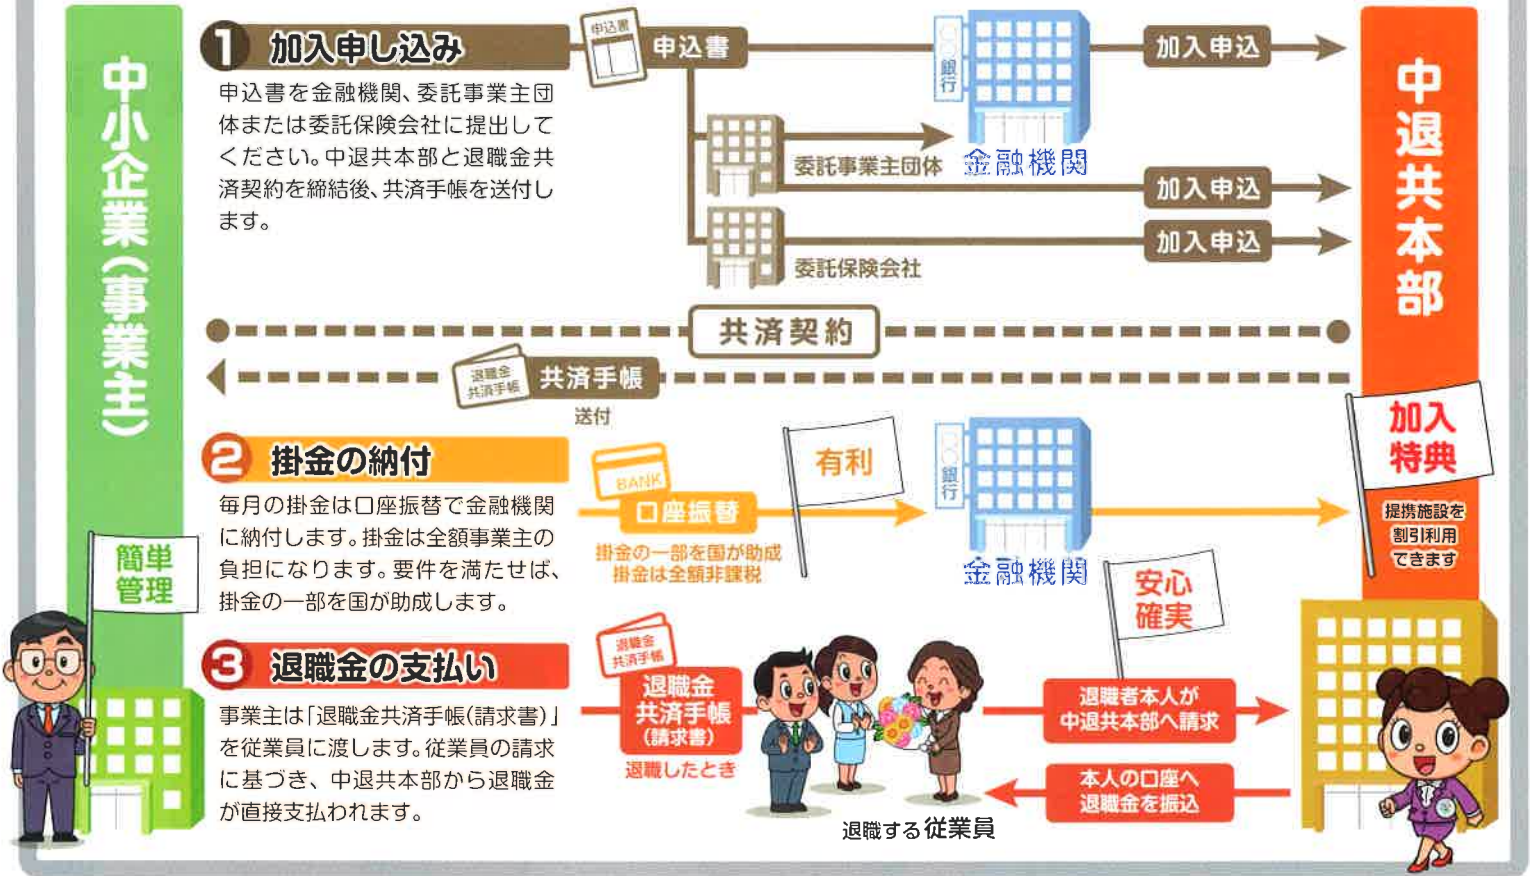 中小企業（事業主）
1 加入申し込み
申込書を金融機関、委託事業主団
体または委託保険会社に提出して
ください。中退共本部と退職金共
済契約を締結後、共済手帳を送付し
ます。
申込書
申込書
〇〇銀行
金融機関
加入申込
委託事業主団体
加入申込
委託保険会社
加入申込
中退共本部
共済契約
退職金
共済手帳
共済手帳
送付
2 掛金の納付
毎月の掛金は口座振替で金融機関
に納付します。掛金は全額事業主の
負担になります。要件を満たせば、
掛金の一部を国が助成します。
BANK
口座振替
掛金の一部を国が助成
掛金は全額非課税
有利
〇〇銀行
金融機関
加入
特典
提携施設を
割引利用
できます
簡単
管理
3 退職金の支払い
事業主は「退職金共済手帳(請求書)」
を従業員に渡します。従業員の請求
に基づき、中退共本部から退職金
が直接支払われます。
退職金
共済手帳
退職金
共済手帳
(請求書)
退職したとき
退職する従業員
安心
確実
退職者本人が
中退共本部へ請求
本人の口座へ
退職金を振込